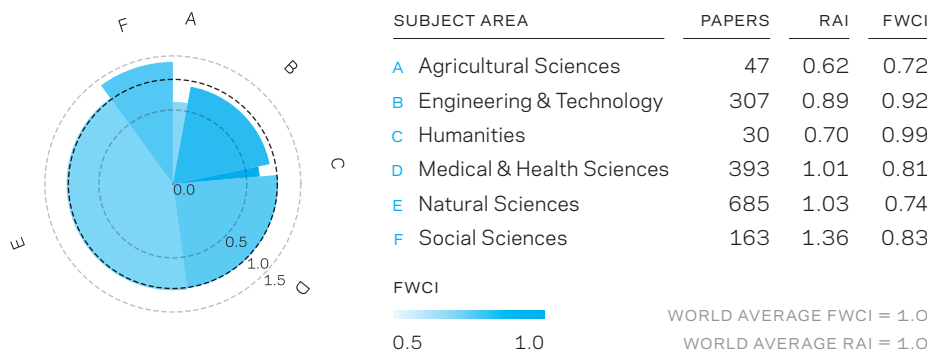 F A
B
C
E
D
0.0
0.5
1.0
1.5
SUBJECT AREA PAPERS RAI FWCI
A Agricultural Sciences 47 0.62 0.72
B Engineering & Technology 307 0.89 0.92
C Humanities 30 0.70 0.99
D Medical & Health Sciences 393 1.01 0.81
E Natural Sciences 685 1.03 0.74
F Social Sciences 163 1.36 0.83
FWCI
0.5 1.0
WORLD AVERAGE FWCI = 1.0
WORLD AVERAGE RAI = 1.0